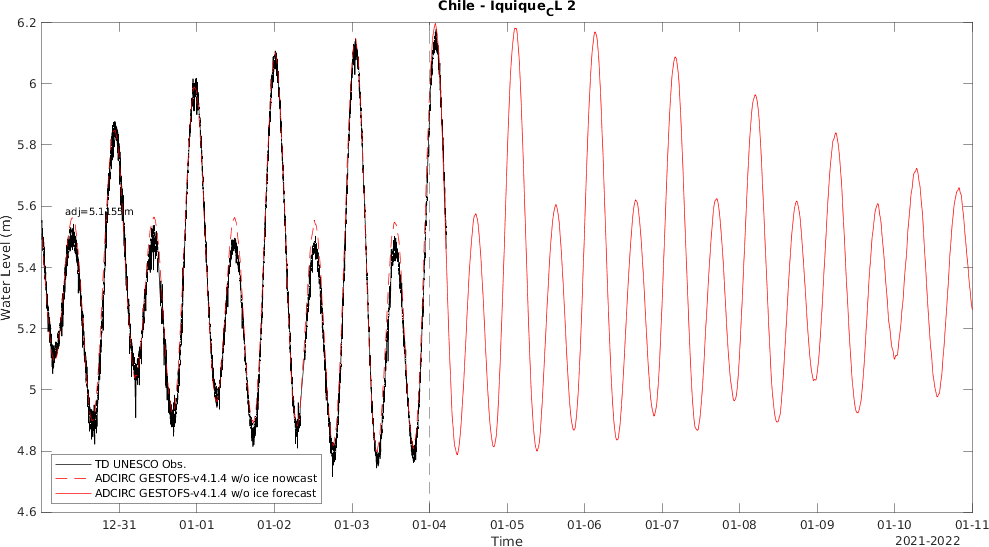 Chile - Iquique_CL 2
6.2
6
5.8
5.6
5.4
5.2
5
4.8
4.6
Water Level (m)
adj=5.1155m
TD UNESCO Obs.
ADCIRC GESTOFS-v4.1.4 w/o ice nowcast
ADCIRC GESTOFS-v4.1.4 w/o ice forecast
12-31 01-01 01-02 01-03 01-04 01-05 01-06 01-07 01-08 01-09 01-10 01-11
Time
2021-2022